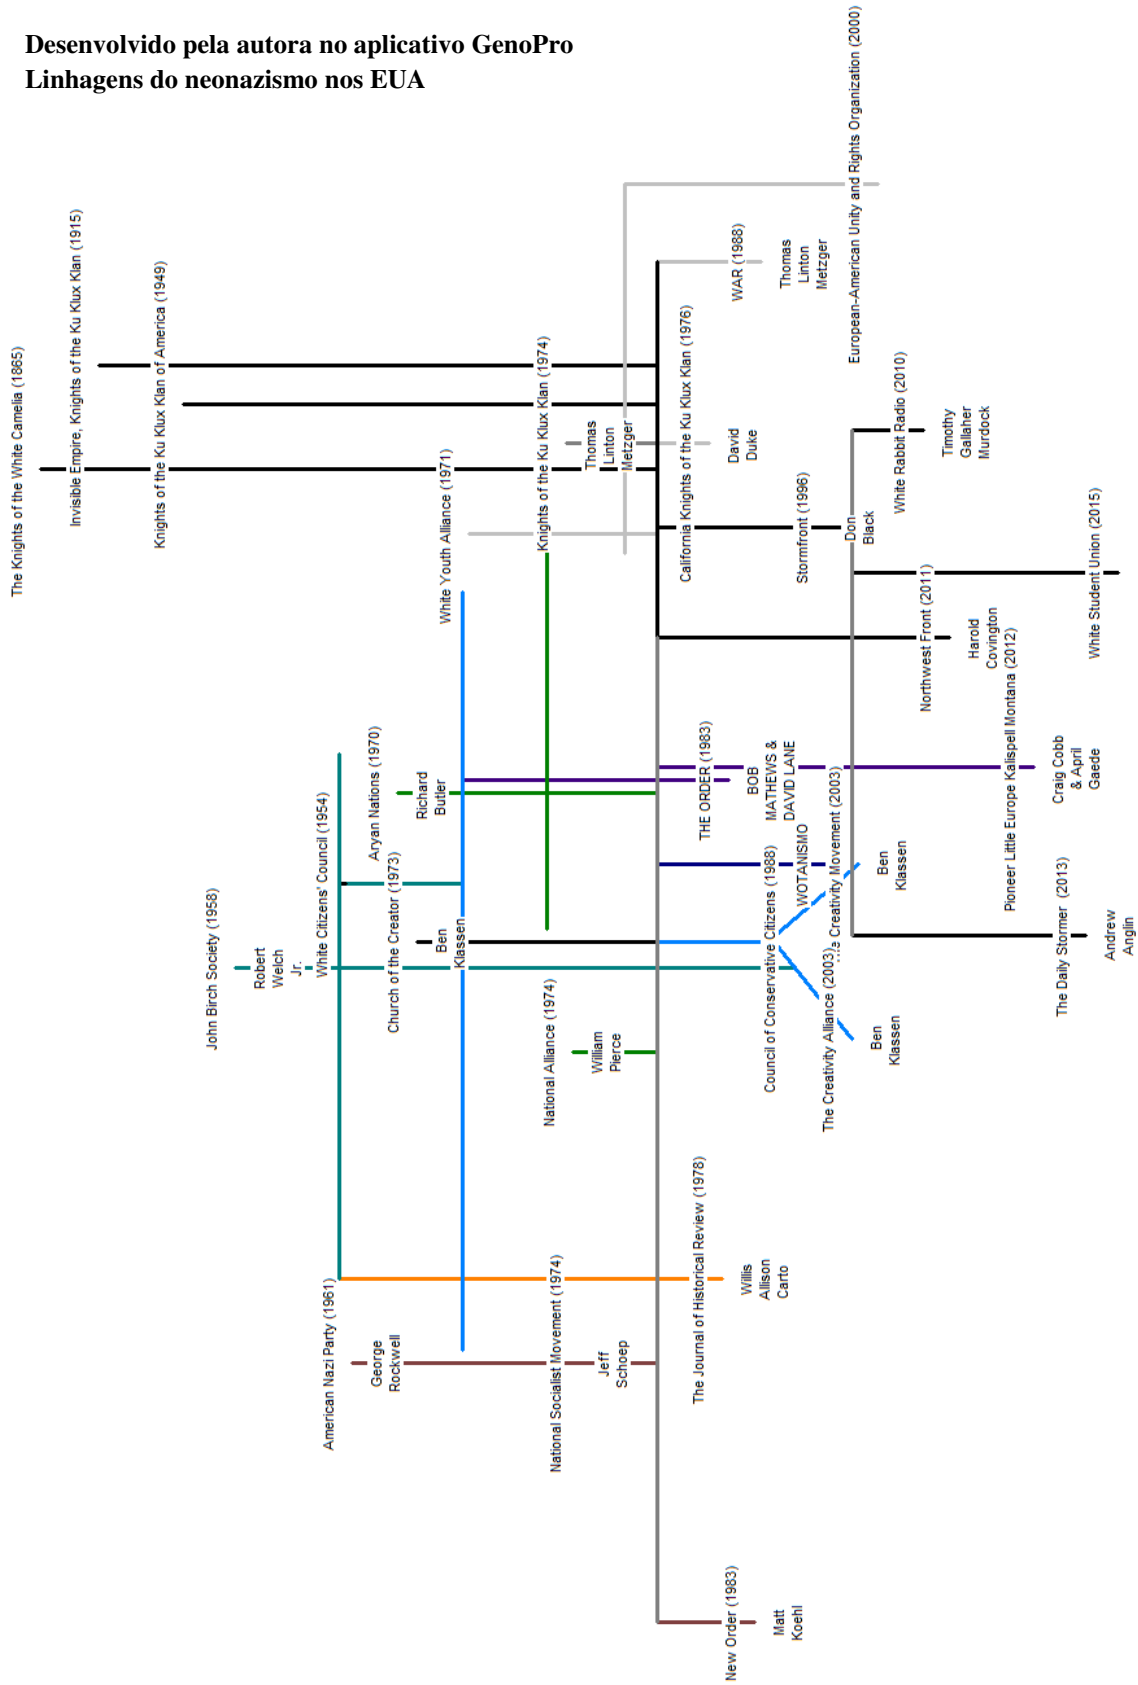 Desenvolvido pela autora no aplicativo GenoPro
Linhagens do neonazismo nos EUA
The Knights of the White Camelia (1865)
Invisible Empire, Knights of the Ku Klux Klan (1915)
Knights of the Ku Klux Klan of America (1949)
John Birch Society (1958)
Robert
Welch
Jr.
White Citizens' Council (1954)
American Nazi Party (1961)
George
Rockwell
Aryan Nations (1970)
Richard
Butler
Church of the Creator (1973)
Ben
Klassen
White Youth Alliance (1971)
Knights of the Ku Klux Klan (1974)
Thomas
Linton
Metzger
National Alliance (1974)
William
Pierce
National Socialist Movement (1974)
Jeff
Schoep
California Knights of the Ku Klux Klan (1976)
David
Duke
WAR (1988)
Thomas
Linton
Metzger
European-American Unity and Rights Organization (2000)
The Journal of Historical Review (1978)
Willis
Allison
Carto
THE ORDER (1983)
BOB
MATHEWS &
DAVID LANE
New Order (1983)
Matt
Koehl
Council of Conservative Citizens (1988)
WOTANISMO
The Creativity Alliance (2003)
Ben
Klassen
Creativity Movement (2003)
Ben
Klassen
Stormfront (1996)
Don
Black
White Rabbit Radio (2010)
Timothy
Gallaher
Murdock
Northwest Front (2011)
Harold
Covington
Pioneer Little Europe Kalispell Montana (2012)
Craig Cobb
& April
Gaede
The Daily Stormer (2013)
Andrew
Anglin
White Student Union (2015)